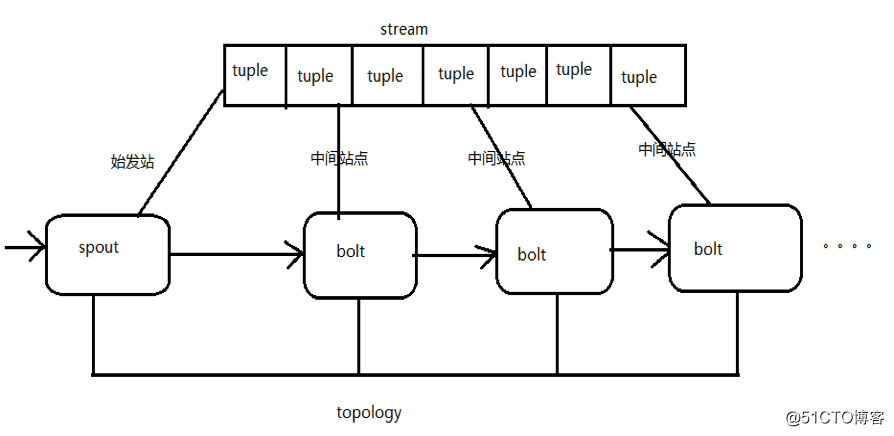 stream
tuple tuple tuple tuple tuple tuple tuple
始发站 中间站点 中间站点 中间站点
spout bolt bolt bolt 。。。。
topology
@51CTO博客